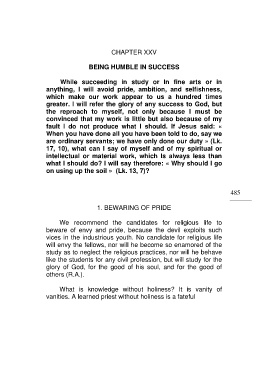 CHAPTER XXV
BEING HUMBLE IN SUCCESS
While succeeding in study or In fine arts or in
anything, I will avoid pride, ambition, and selfishness,
which make our work appear to us a hundred times
greater. I will refer the glory of any success to God, but
the reproach to myself, not only because I must be
convinced that my work is little but also because of my
fault I do not produce what I should. If Jesus said: «
When you have done all you have been told to do, say we
are ordinary servants; we have only done our duty » (Lk.
17, 10), what can I say of myself and of my spiritual or
intellectual or material work, which Is always less than
what I should do? I will say therefore: « Why should I go
on using up the soil » (Lk. 13, 7)?
485
1. BEWARING OF PRIDE
We recommend the candidates for religious life to
beware of envy and pride, because the devil exploits such
vices in the industrious youth. No candidate for religious life
will envy the fellows, nor will he become so enamored of the
study as to neglect the religious practices, nor will he behave
like the students for any civil profession, but will study for the
glory of God, for the good of his soul, and for the good of
others (R.A.).
What is knowledge without holiness? It is vanity of
vanities. A learned priest without holiness is a fateful